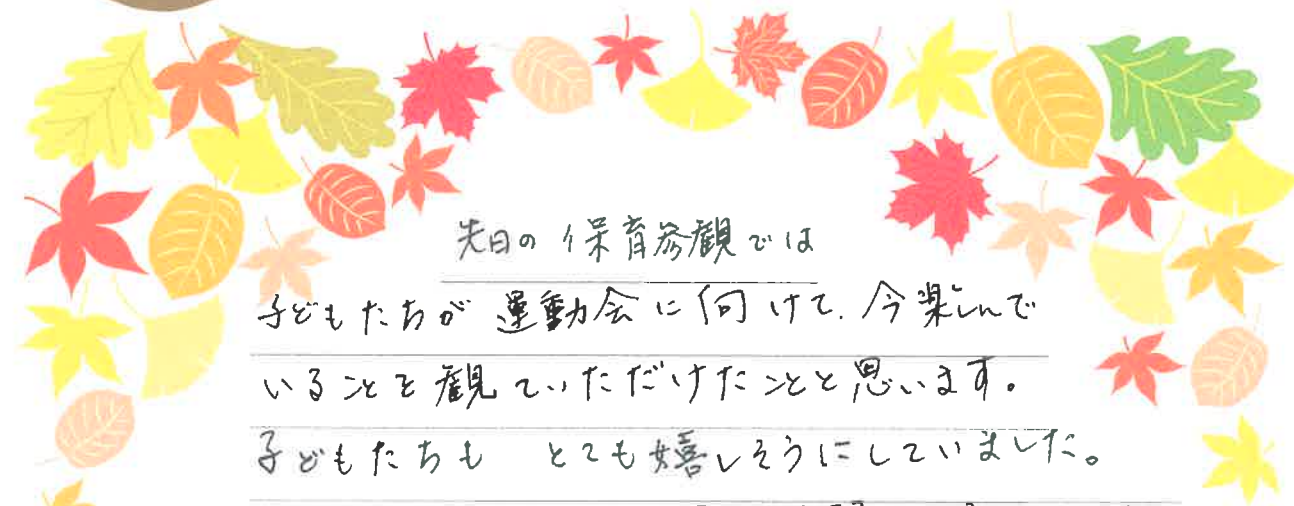 先日の保育参観では
子どもたちが運動会に向けて、今楽しんで
いることを観ていただけたことと思います。
子どもたちも とても嬉しそうにしていました。